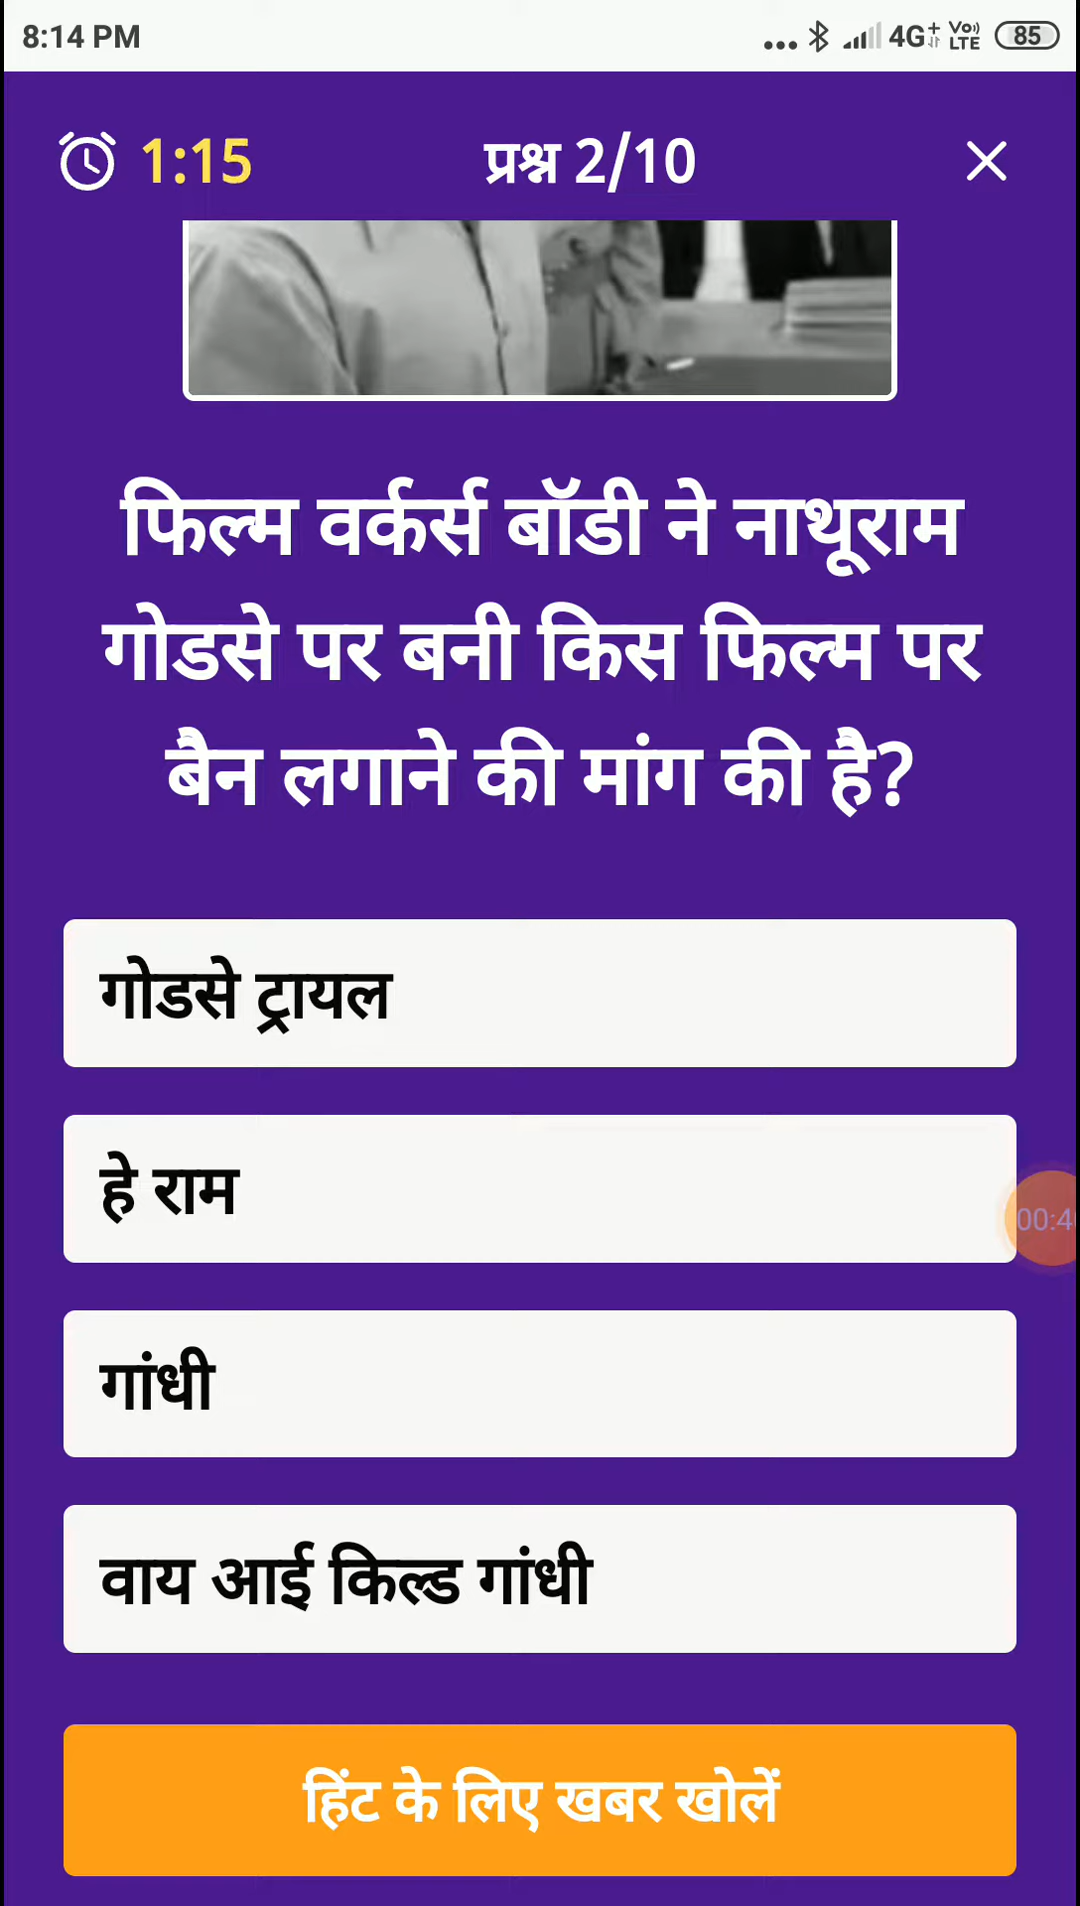 8:14 PM
4G+ VoLTE 85
1:15 प्रश्न 2/10
फिल्म वर्कर्स बॉडी ने नाथूराम
गोडसे पर बनी किस फिल्म पर
बैन लगाने की मांग की है?
गोडसे ट्रायल
हे राम
00:4
गांधी
वाय आई किल्ड गांधी
हिंट के लिए खबर खोलें